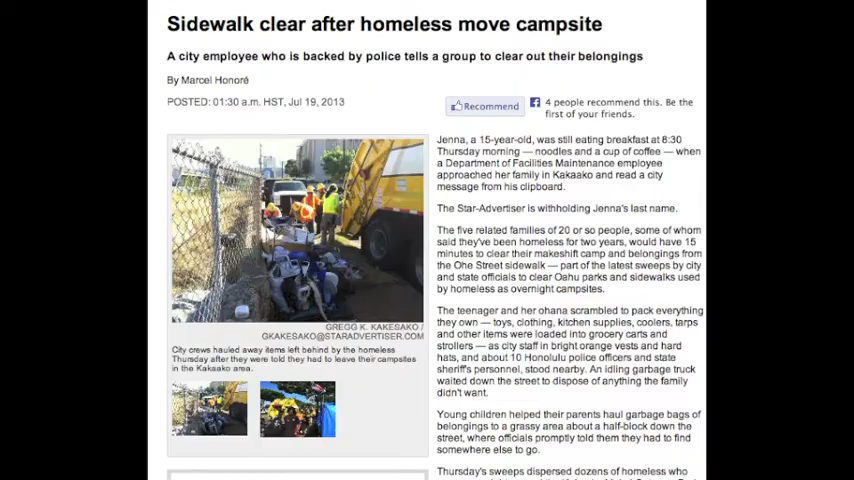 Sidewalk clear after homeless move campsite
A city employee who is backed by police tells a group to clear out their belongings
By Marcel Honoré
POSTED: 01:30 a.m. HST, Jul 19, 2013
Recommend
4 people recommend this. Be the
first of your friends.
GREGG K. KAKESAKO /
GKAKESAKO@STARADVERTISER.COM
City crews hauled away items left behind by the homeless
Thursday after they were told they had to leave their campsites
in the Kakaako area.
Jenna, a 15-year-old, was still eating breakfast at 8:30
Thursday morning — noodles and a cup of coffee — when
a Department of Facilities Maintenance employee
approached her family in Kakaako and read a city
message from his clipboard.
The Star-Advertiser is withholding Jenna's last name.
The five related families of 20 or so people, some of whom
said they've been homeless for two years, would have 15
minutes to clear their makeshift camp and belongings from
the Ohe Street sidewalk — part of the latest sweeps by city
and state officials to clear Oahu parks and sidewalks used
by homeless as overnight campsites.
The teenager and her ohana scrambled to pack everything
they own — toys, clothing, kitchen supplies, coolers, tarps
and other items were loaded into grocery carts and
strollers — as city staff in bright orange vests and hard
hats, and about 10 Honolulu police officers and state
sheriff's personnel, stood nearby. An idling garbage truck
waited down the street to dispose of anything the family
didn't want.
Young children helped their parents haul garbage bags of
belongings to a grassy area about a half-block down the
street, where officials promptly told them they had to find
somewhere else to go.
Thursday's sweeps dispersed dozens of homeless who